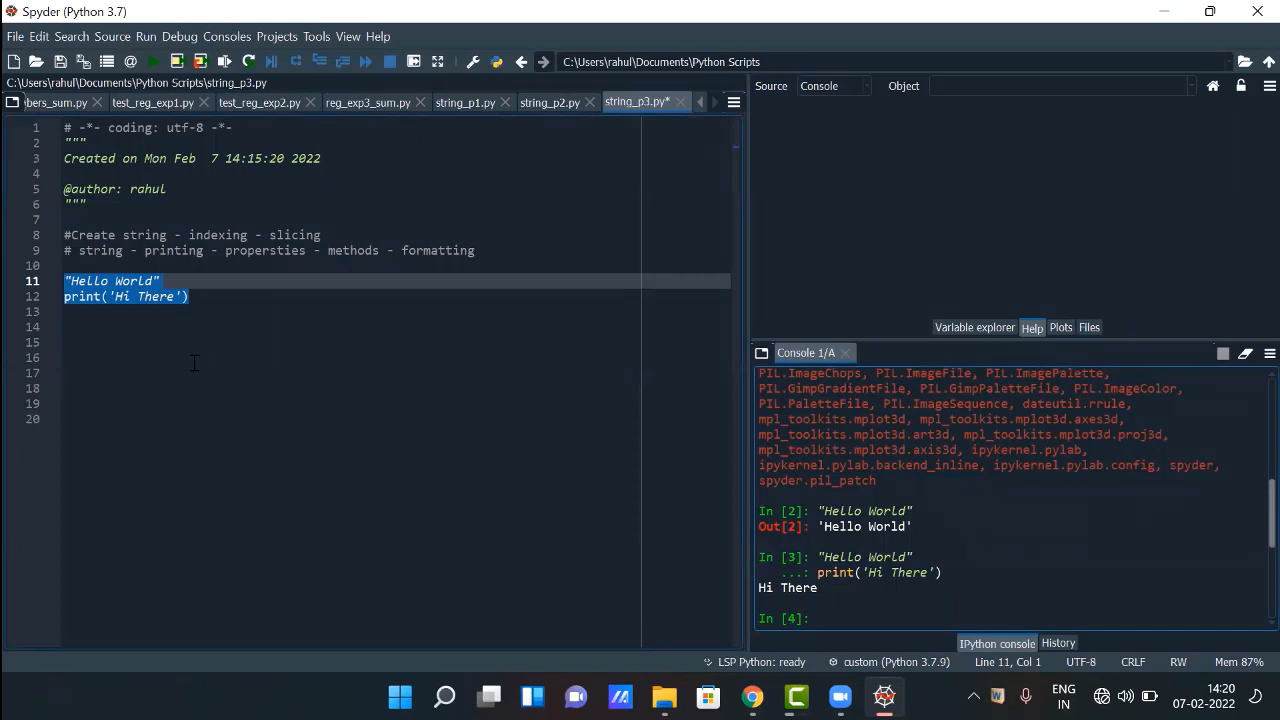 Spyder (Python 3.7)
File Edit Search Source Run Debug Consoles Projects Tools View Help
C:\Users\rahul\Documents\Python Scripts
C:\Users\rahul\Documents\Python Scripts\string_p3.py
bers_sum.py test_reg_exp1.py test_reg_exp2.py reg_exp3_sum.py string_p1.py string_p2.py string_p3.py*
Source Console Object
1 # -*- coding: utf-8 -*-
2 """
3 Created on Mon Feb 7 14:15:20 2022
4
5 @author: rahul
6 """
7
8 #Create string - indexing - slicing
9 # string - printing - propersties - methods - formatting
10
11 "Hello World"
12 print('Hi There')
13
14
15
16
17
18
19
20
Variable explorer Help Plots Files
Console 1/A
PIL.ImageChops, PIL.ImageFile, PIL.ImagePalette,
PIL.GimpGradientFile, PIL.GimpPaletteFile, PIL.ImageColor,
PIL.PaletteFile, PIL.ImageSequence, dateutil.rrule,
mpl_toolkits.mplot3d, mpl_toolkits.mplot3d.axes3d,
mpl_toolkits.mplot3d.art3d, mpl_toolkits.mplot3d.proj3d,
mpl_toolkits.mplot3d.axis3d, ipykernel.pylab,
ipykernel.pylab.backend_inline, ipykernel.pylab.config, spyder,
spyder.pil_patch
In [2]: "Hello World"
Out[2]: 'Hello World'
In [3]: "Hello World"
...: print('Hi There')
Hi There
In [4]:
IPython console History
LSP Python: ready custom (Python 3.7.9) Line 11, Col 1 UTF-8 CRLF RW Mem 87%
ENG
IN
14:20
07-02-2022